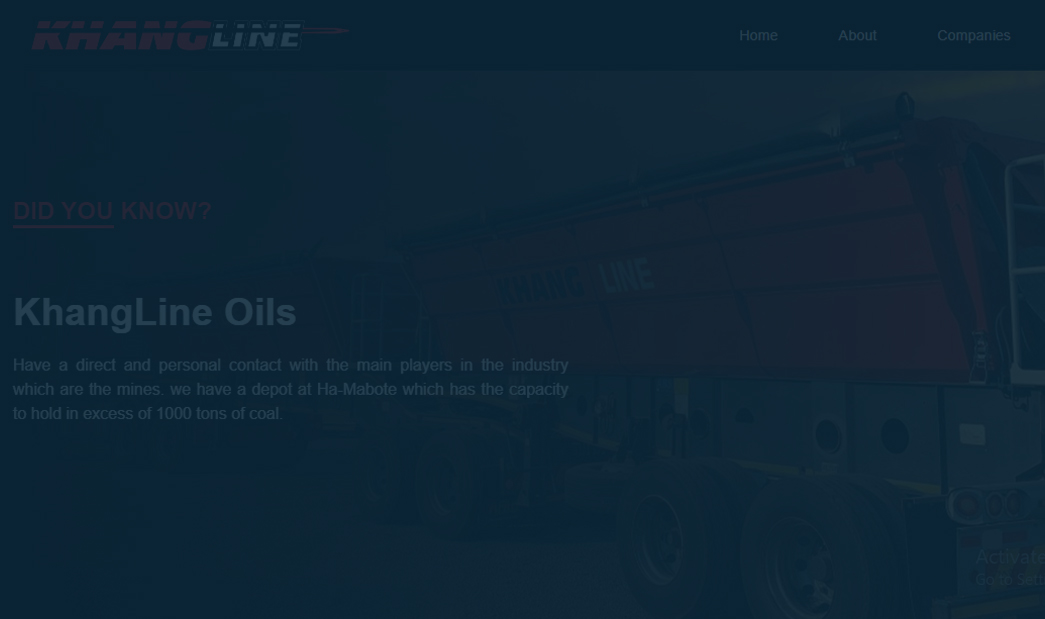 KHANGLINE
Home About Companies
DID YOU KNOW?
KHANGLINE
KhangLine Oils
Have a direct and personal contact with the main players in the industry
which are the mines. we have a depot at Ha-Mabote which has the capacity
to hold in excess of 1000 tons of coal.
Activate
Go to Sett